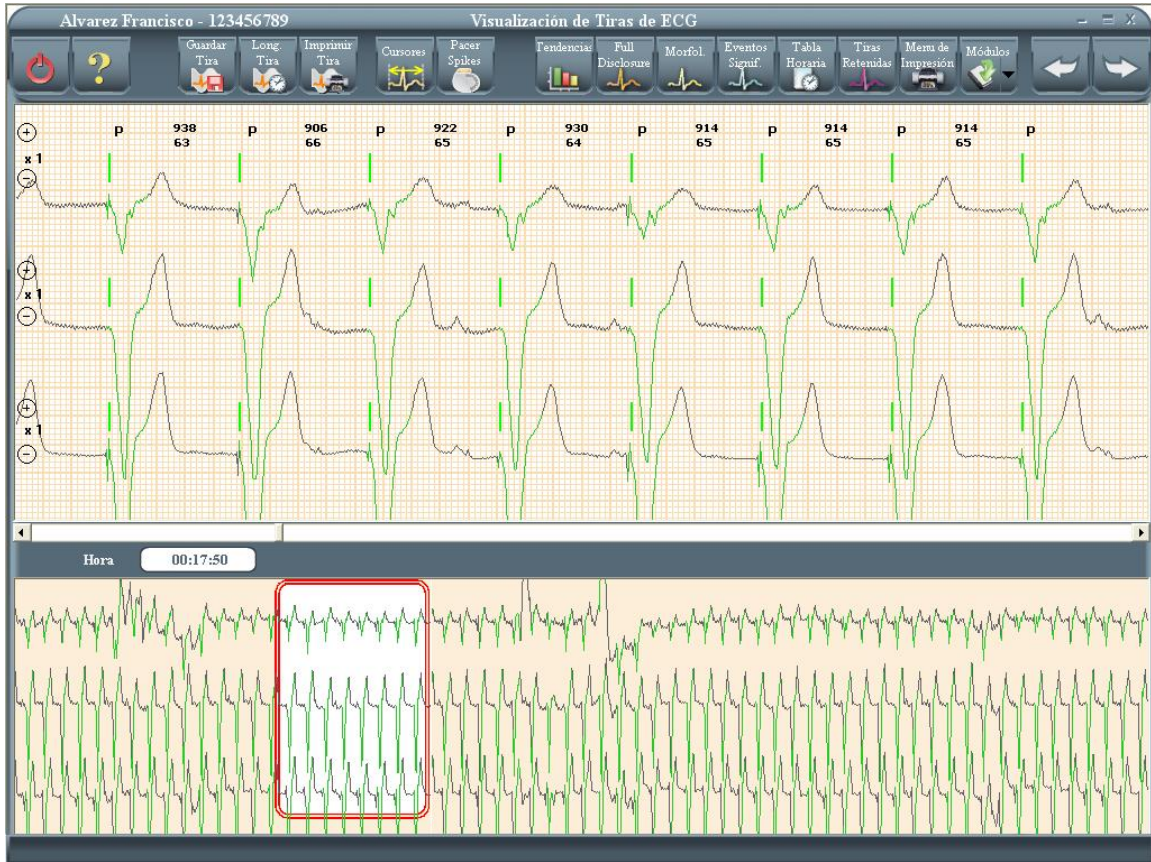 Alvarez Francisco - 123456789 Visualización de Tiras de ECG
Guardar Tira
Long. Tira
Imprimir Tira
Cursores
Pacer Spikes
Tendencias
Full Disclosure
Morfol.
Eventos Signif.
Tabla Horaria
Tiras Retenidas
Menu de Impresión
Módulos
P 938 P 906 P 922 P 930 P 914 P 914 P 914 P
63 66 65 64 65 65 65
x 1
x 1
x 1
Hora 00:17:50